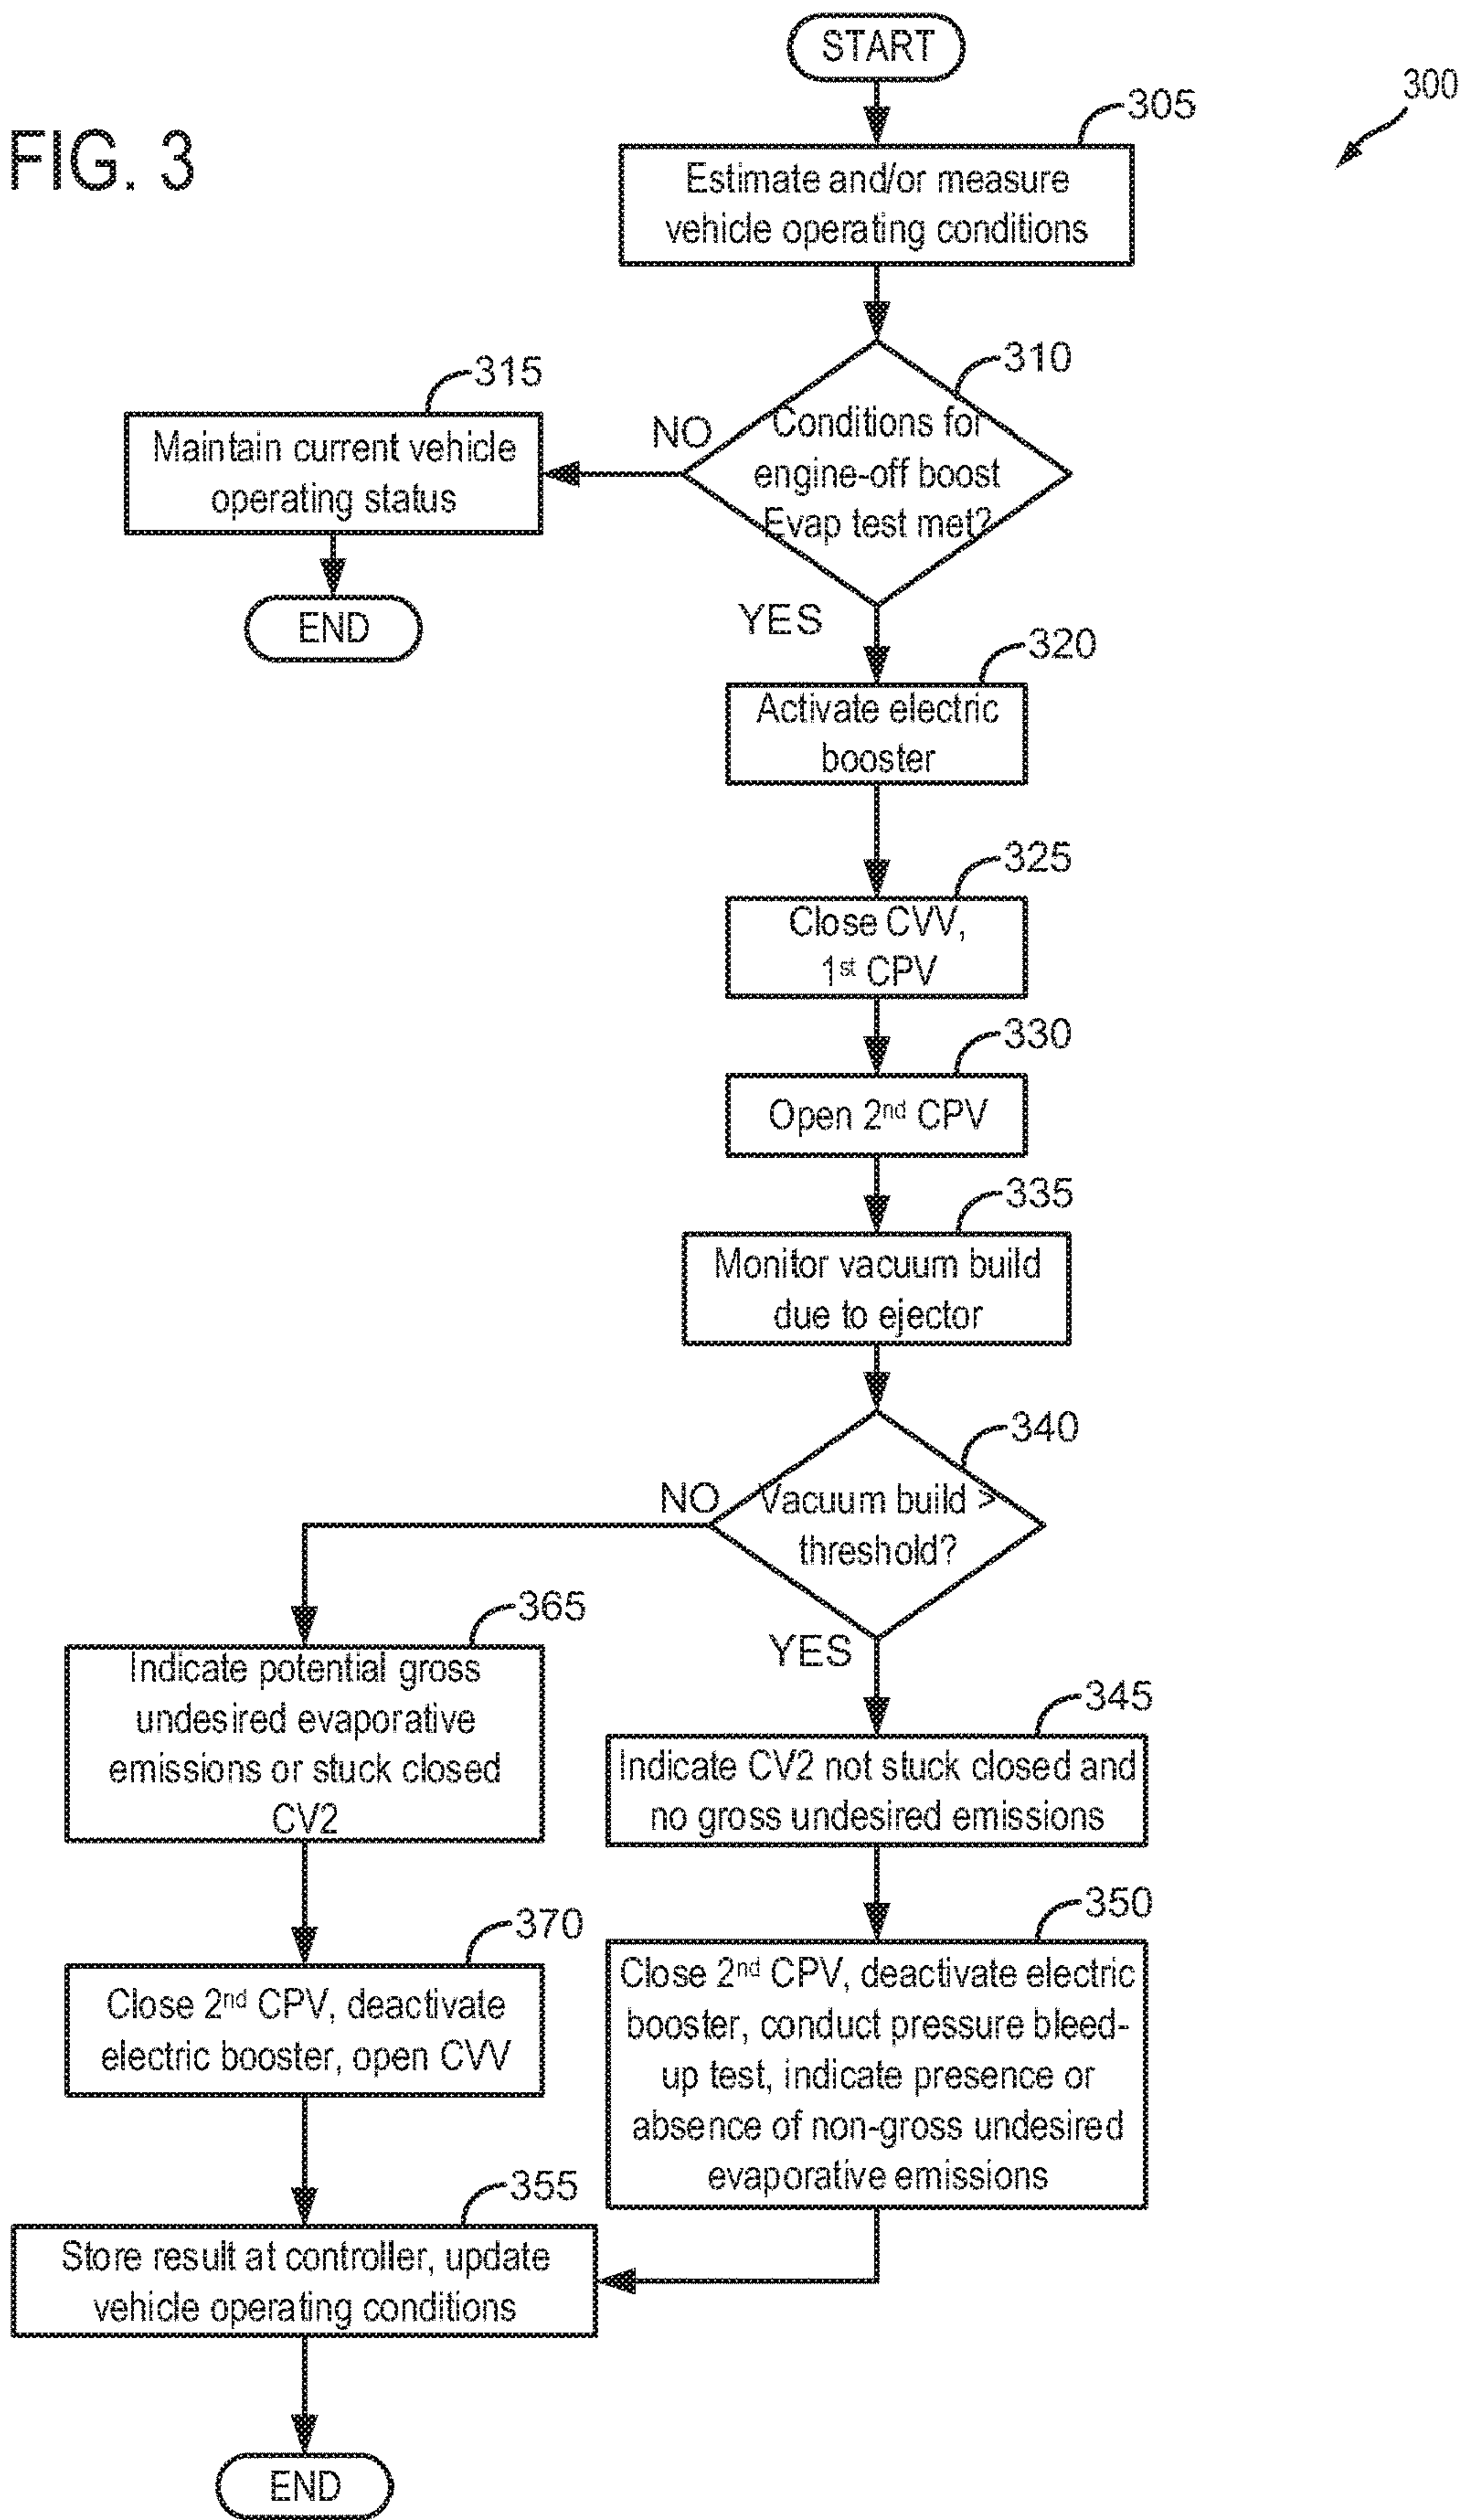 START
300
305
FIG. 3
Estimate and/or measure
vehicle operating conditions
310
315
Conditions for
engine-off boost
Evap test met?
NO
Maintain current vehicle
operating status
END
YES
320
Activate electric
booster
325
Close CVV,
1st CPV
330
Open 2nd CPV
335
Monitor vacuum build
due to ejector
340
Vacuum build >
threshold?
NO
YES
365
Indicate potential gross
undesired evaporative
emissions or stuck closed
CV2
345
Indicate CV2 not stuck closed and
no gross undesired emissions
370
Close 2nd CPV, deactivate
electric booster, open CVV
350
Close 2nd CPV, deactivate electric
booster, conduct pressure bleed-
up test, indicate presence or
absence of non-gross undesired
evaporative emissions
355
Store result at controller, update
vehicle operating conditions
END